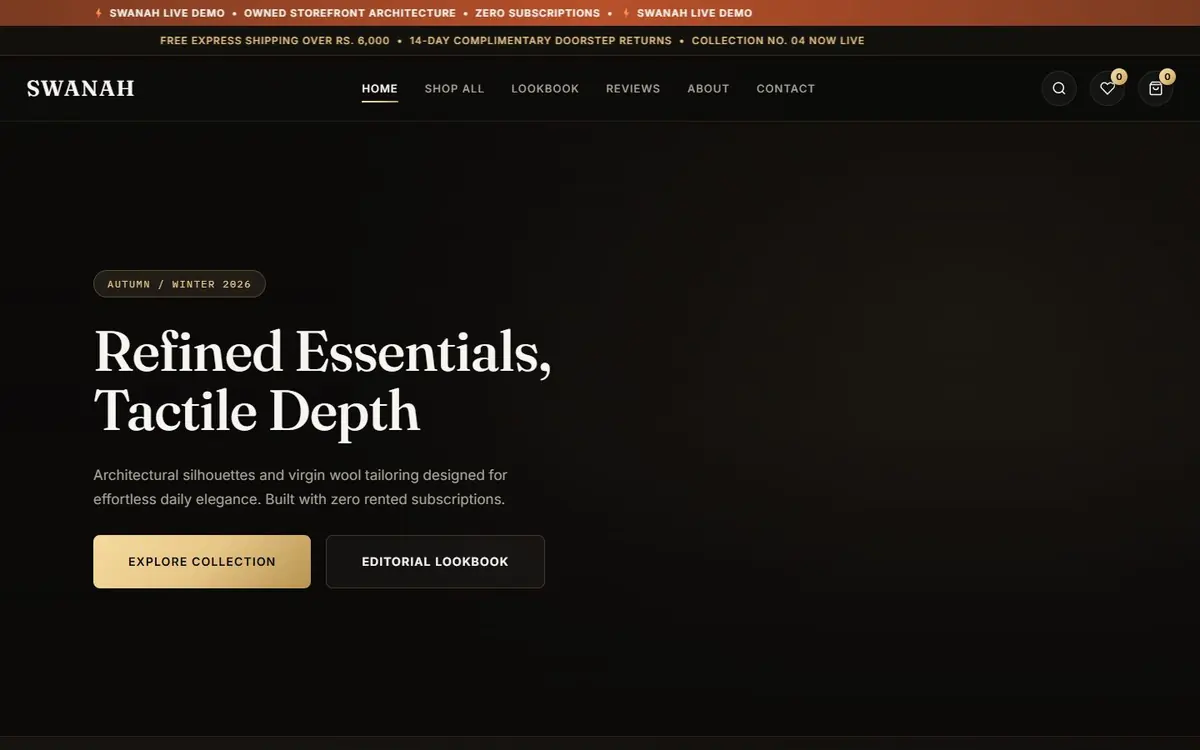 SWANAH LIVE DEMO • OWNED STOREFRONT ARCHITECTURE • ZERO SUBSCRIPTIONS • SWANAH LIVE DEMO
FREE EXPRESS SHIPPING OVER RS. 6,000 • 14-DAY COMPLIMENTARY DOORSTEP RETURNS • COLLECTION NO. 04 NOW LIVE
SWANAH HOME SHOP ALL LOOKBOOK REVIEWS ABOUT CONTACT 0 0
AUTUMN / WINTER 2026
Refined Essentials,
Tactile Depth
Architectural silhouettes and virgin wool tailoring designed for
effortless daily elegance. Built with zero rented subscriptions.
EXPLORE COLLECTION EDITORIAL LOOKBOOK